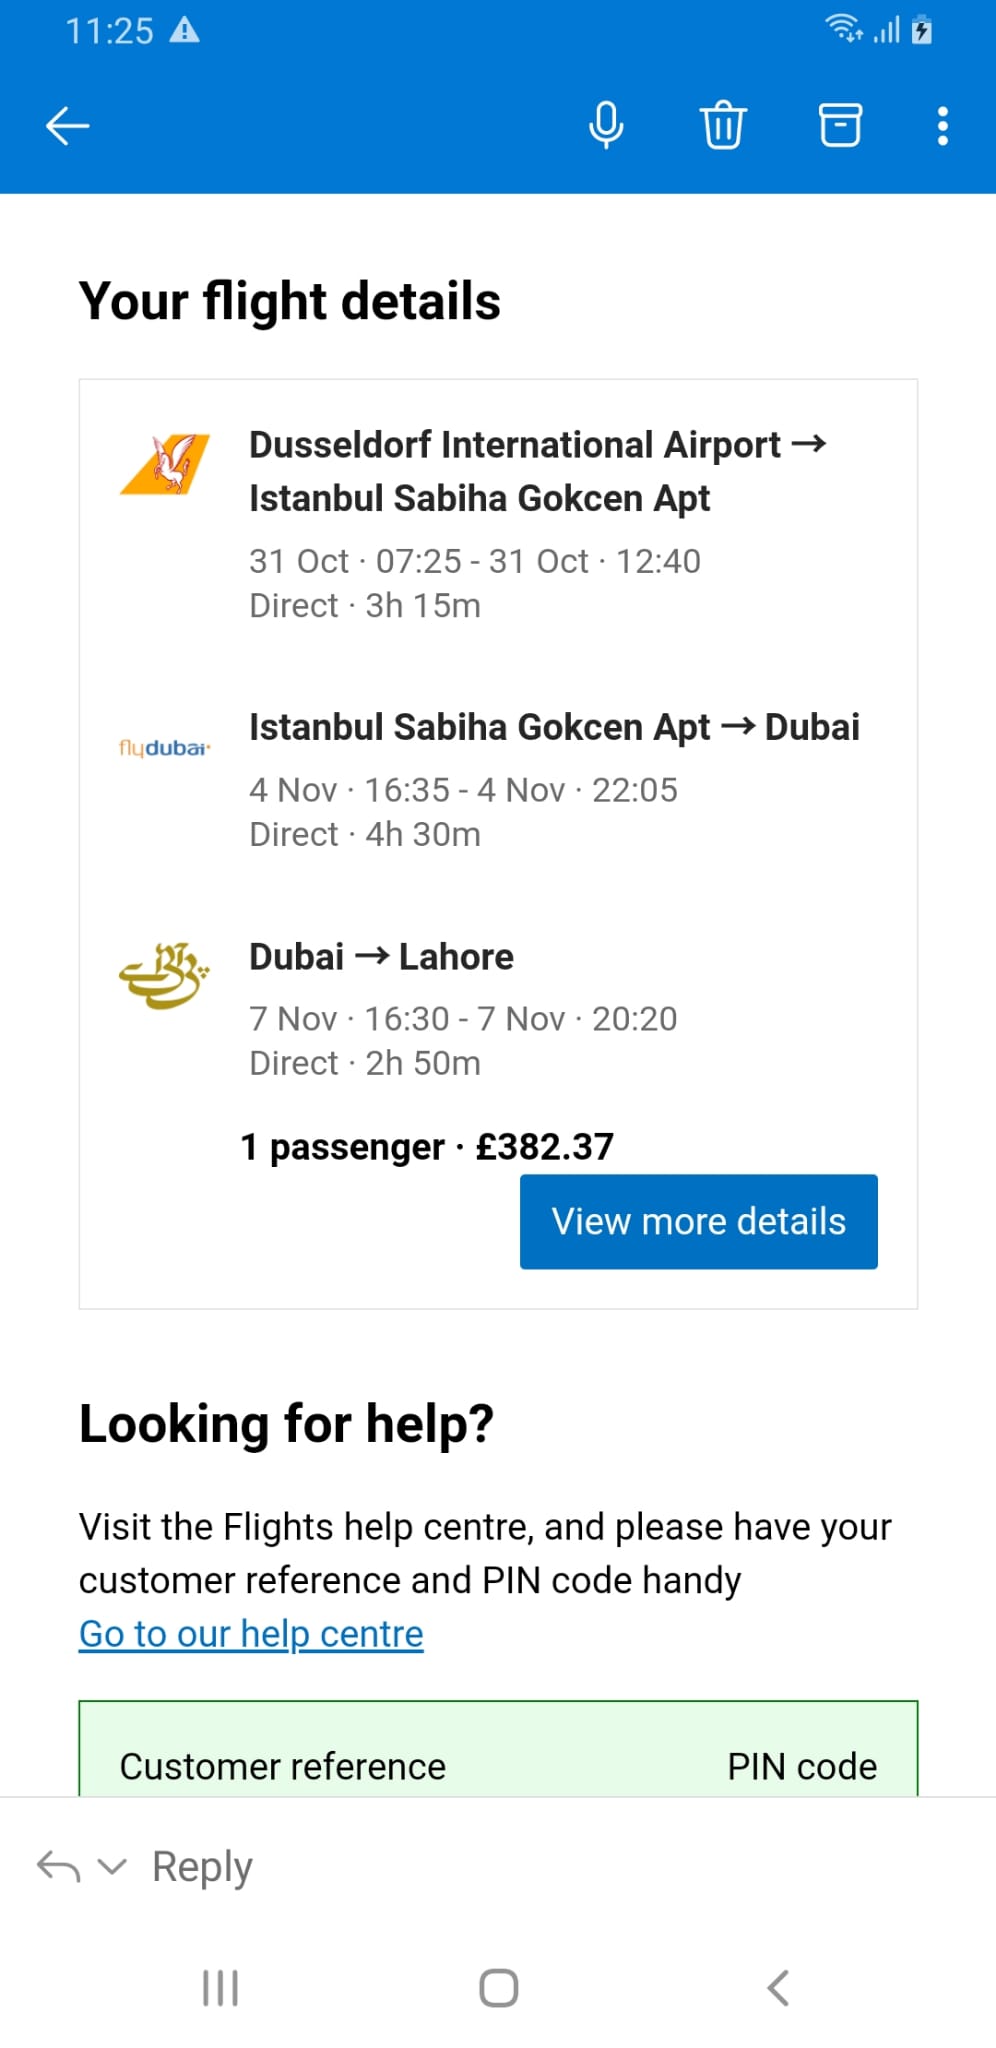 11:25
Your flight details
Dusseldorf International Airport →
Istanbul Sabiha Gokcen Apt
31 Oct · 07:25 - 31 Oct · 12:40
Direct · 3h 15m
flydubai
Istanbul Sabiha Gokcen Apt → Dubai
4 Nov · 16:35 - 4 Nov · 22:05
Direct · 4h 30m
Dubai → Lahore
7 Nov · 16:30 - 7 Nov · 20:20
Direct · 2h 50m
1 passenger · £382.37
View more details
Looking for help?
Visit the Flights help centre, and please have your
customer reference and PIN code handy
Go to our help centre
Customer reference PIN code
Reply